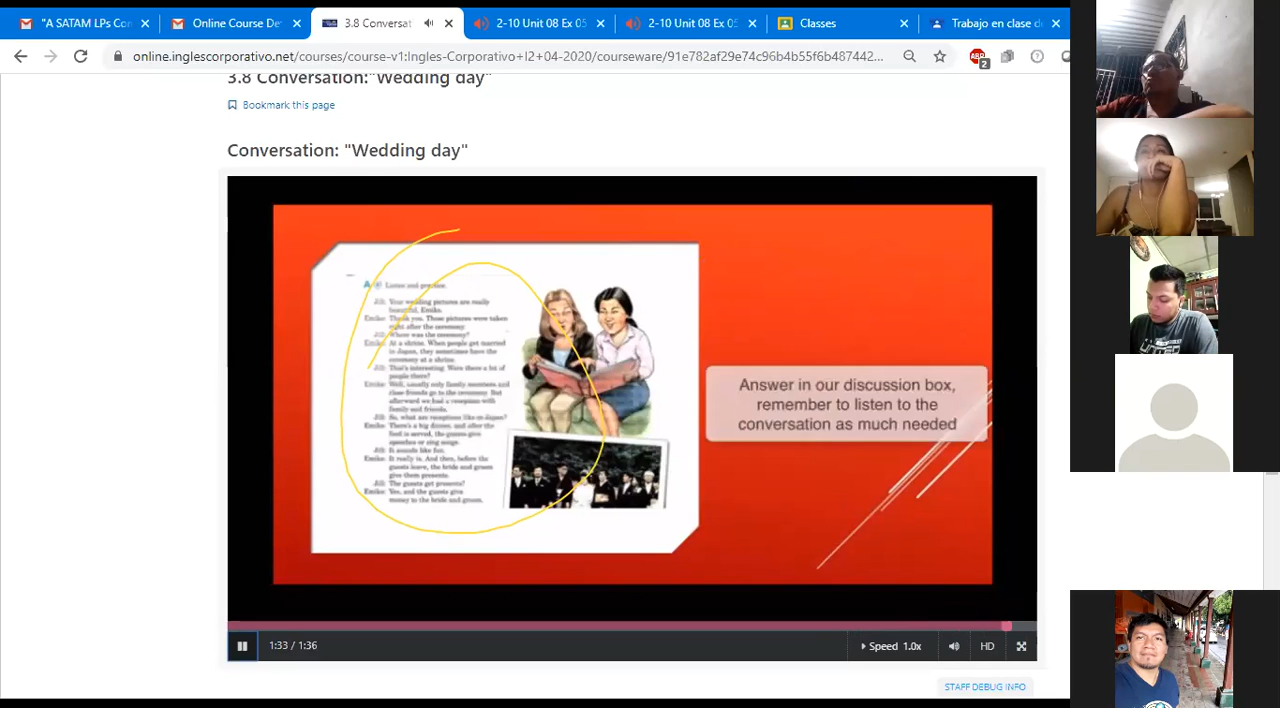 "A SATAM LPs Cor
Online Course De
3.8 Conversat
2-10 Unit 08 Ex 05
2-10 Unit 08 Ex 05
Classes
Trabajo en clase de
online.inglescorporativo.net/courses/course-v1:Ingles-Corporativo+I2+04-2020/courseware/91e782af29e74c96b4b55f6b487442...
ABP
2
3.8 Conversation:"Wedding day"
Bookmark this page
Conversation: "Wedding day"
A Listen and practice.
Jill: Your wedding pictures are really
beautiful, Emiko.
Emiko: Thank you. Those pictures were taken
right after the ceremony.
Jill: Where was the ceremony?
Emiko: At a shrine. When people get married
in Japan, they sometimes have the
ceremony at a shrine.
Jill: That's interesting. Were there a lot of
people there?
Emiko: Well, usually only family members and
close friends go to the ceremony. But
afterward we had a reception with
family and friends.
Jill: So, what are receptions like in Japan?
Emiko: There's a big dinner, and after the
food is served, the guests give
speeches or sing songs.
Jill: It sounds like fun.
Emiko: It really is. And then, before the
guests leave, the bride and groom
give them presents.
Jill: The guests get presents?
Emiko: Yes, and the guests give
money to the bride and groom.
Answer in our discussion box,
remember to listen to the
conversation as much needed
1:33 / 1:36
Speed 1.0x
HD
STAFF DEBUG INFO